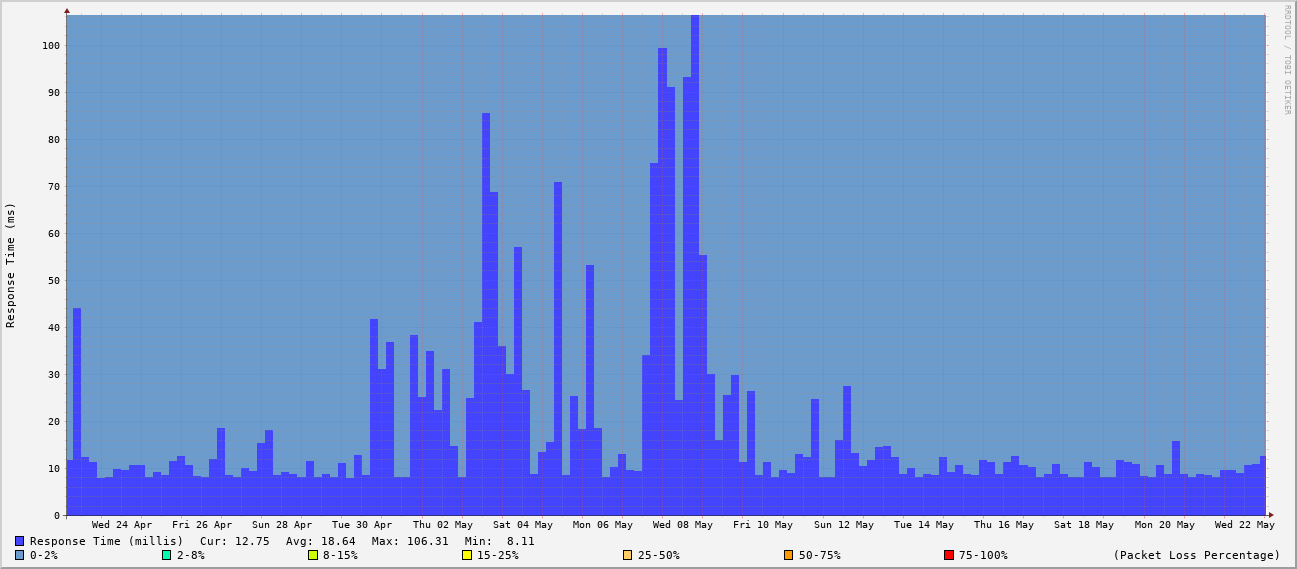 RRDTOOL / TOBI OETIKER
Response Time (ms)
100
90
80
70
60
50
40
30
20
10
0
Wed 24 Apr Fri 26 Apr Sun 28 Apr Tue 30 Apr Thu 02 May Sat 04 May Mon 06 May Wed 08 May Fri 10 May Sun 12 May Tue 14 May Thu 16 May Sat 18 May Mon 20 May Wed 22 May
Response Time (millis) Cur: 12.75 Avg: 18.64 Max: 106.31 Min: 8.11
0-2% 2-8% 8-15% 15-25% 25-50% 50-75% 75-100% (Packet Loss Percentage)